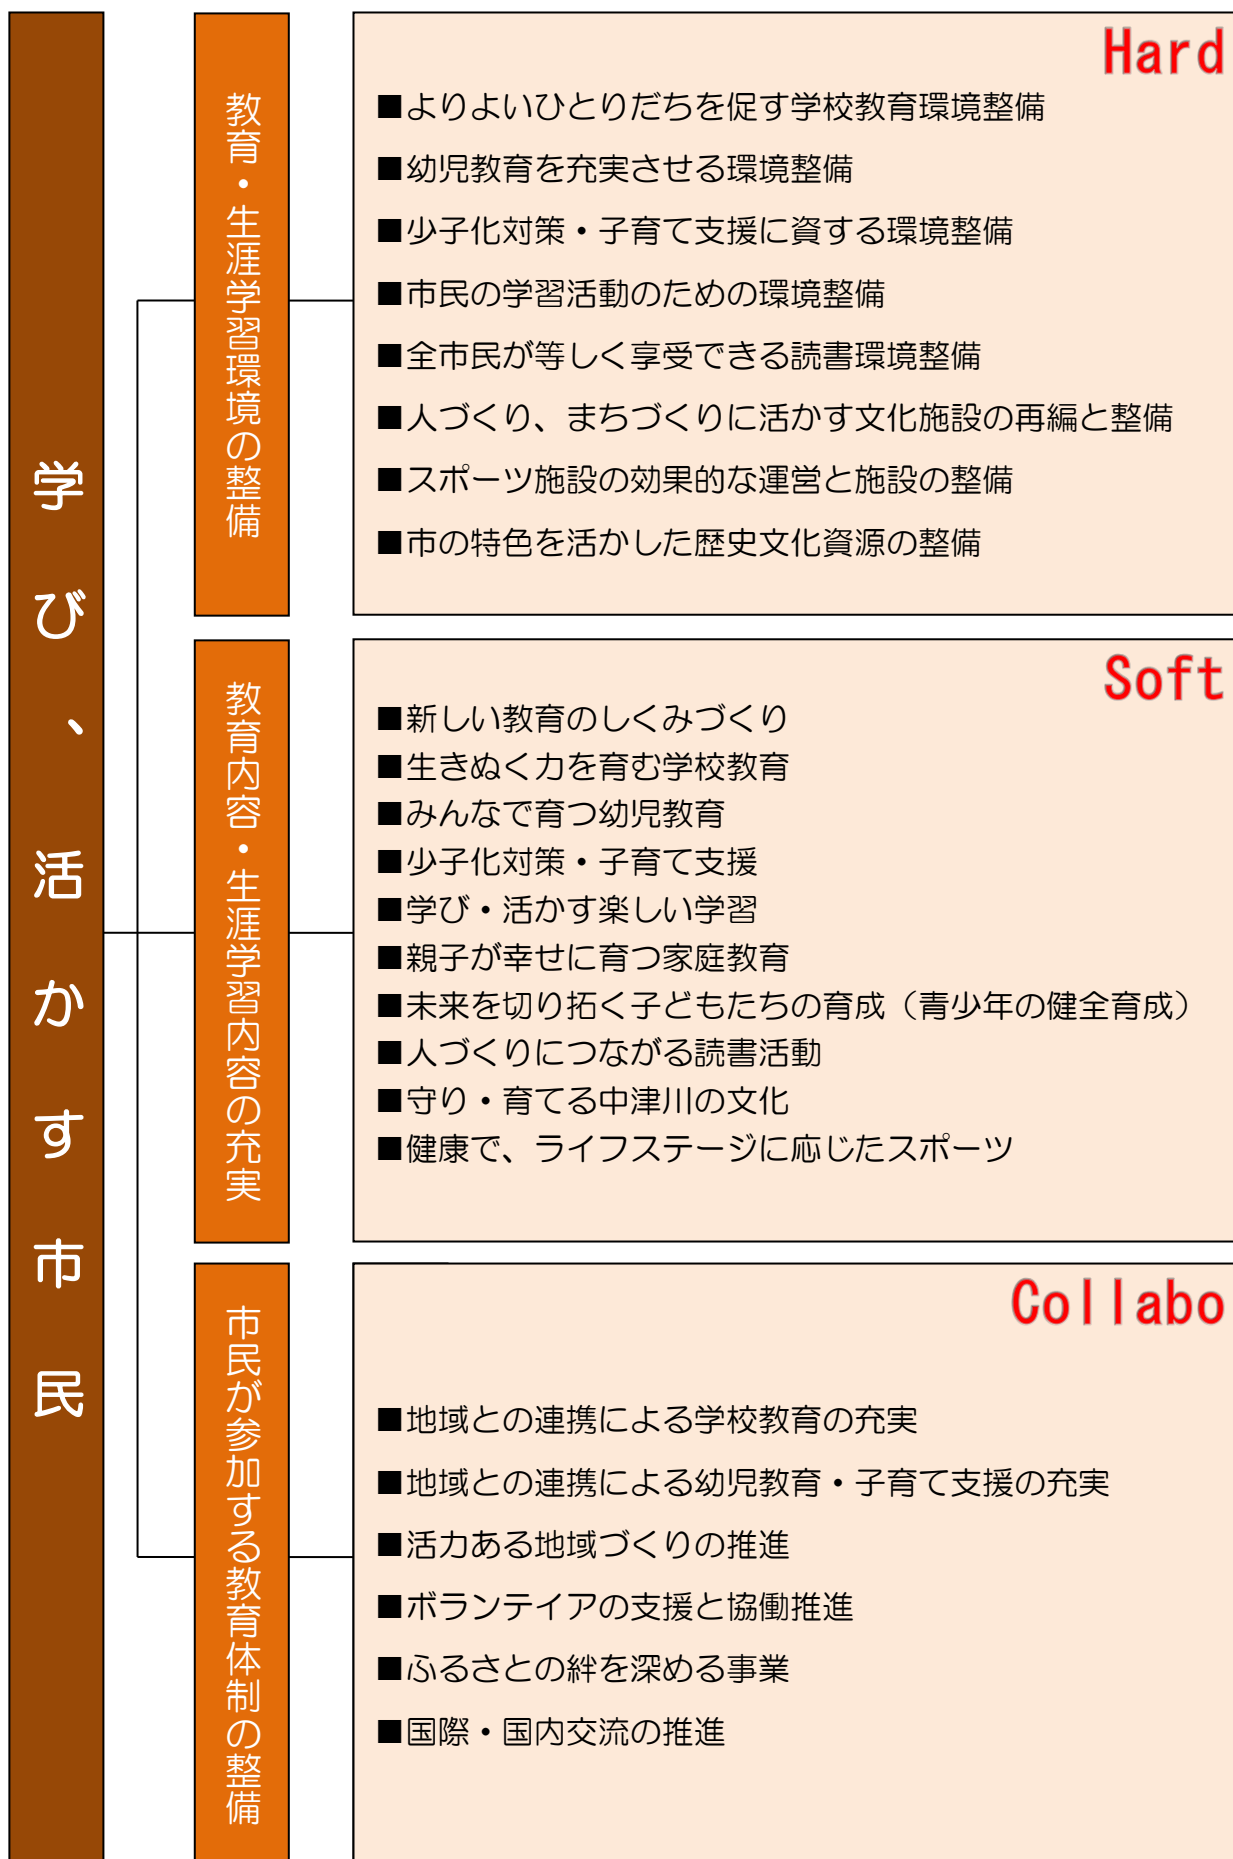 学び、活かす市民
教育・生涯学習環境の整備
Hard
■よりよいひとりだちを促す学校教育環境整備
■幼児教育を充実させる環境整備
■少子化対策・子育て支援に資する環境整備
■市民の学習活動のための環境整備
■全市民が等しく享受できる読書環境整備
■人づくり、まちづくりに活かす文化施設の再編と整備
■スポーツ施設の効果的な運営と施設の整備
■市の特色を活かした歴史文化資源の整備
教育内容・生涯学習内容の充実
Soft
■新しい教育のしくみづくり
■生きぬく力を育む学校教育
■みんなで育つ幼児教育
■少子化対策・子育て支援
■学び・活かす楽しい学習
■親子が幸せに育つ家庭教育
■未来を切り拓く子どもたちの育成（青少年の健全育成）
■人づくりにつながる読書活動
■守り・育てる中津川の文化
■健康で、ライフステージに応じたスポーツ
市民が参加する教育体制の整備
Collabo
■地域との連携による学校教育の充実
■地域との連携による幼児教育・子育て支援の充実
■活力ある地域づくりの推進
■ボランテイアの支援と協働推進
■ふるさとの絆を深める事業
■国際・国内交流の推進